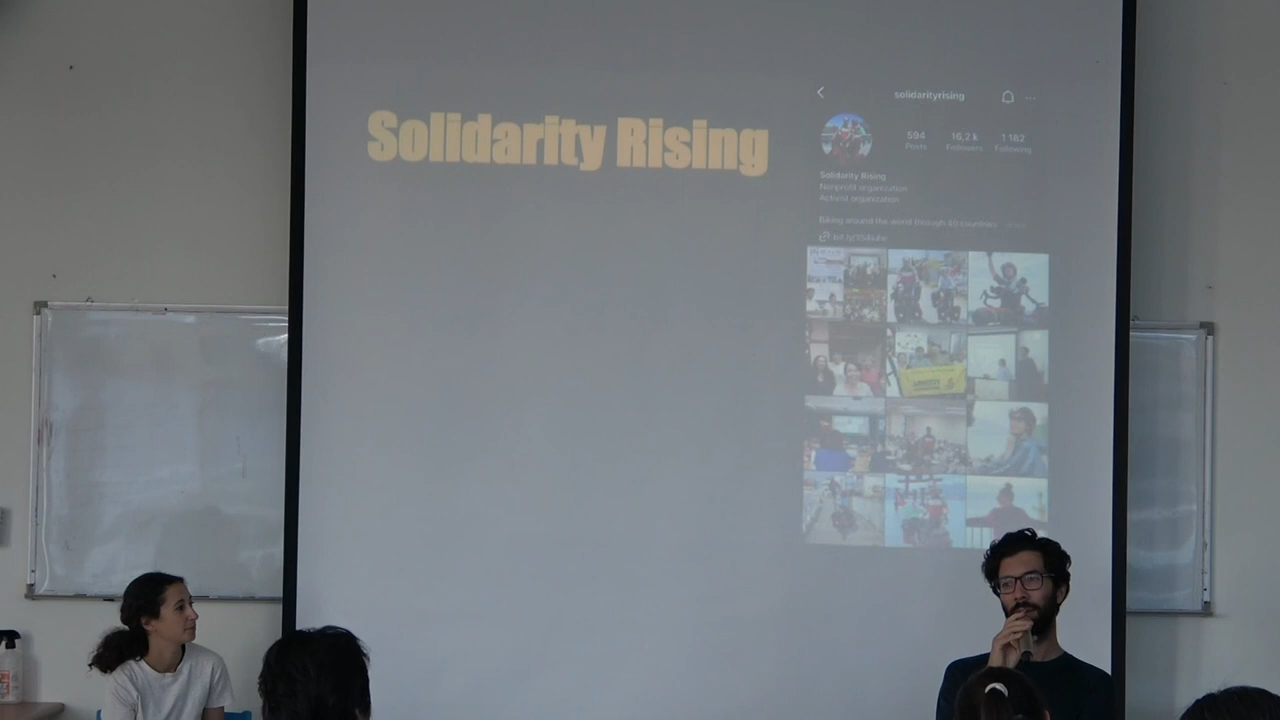 Solidarity Rising
solidarityrising
594
16,2 k
1 182
Posts
Followers
Following
Solidarity Rising
Nonprofit organization
Activist organization
Biking around the world through 40 countries